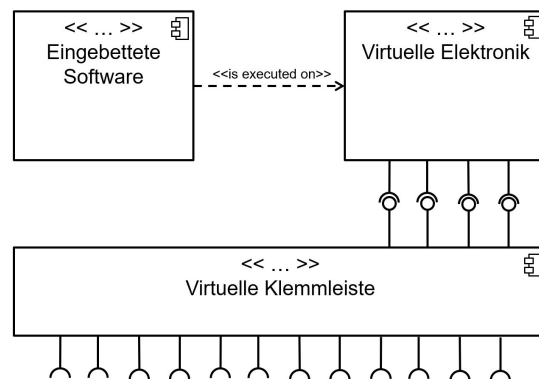 << ... >>
Eingebettete
Software
<<is executed on>>
<< ... >>
Virtuelle Elektronik
<< ... >>
Virtuelle Klemmleiste